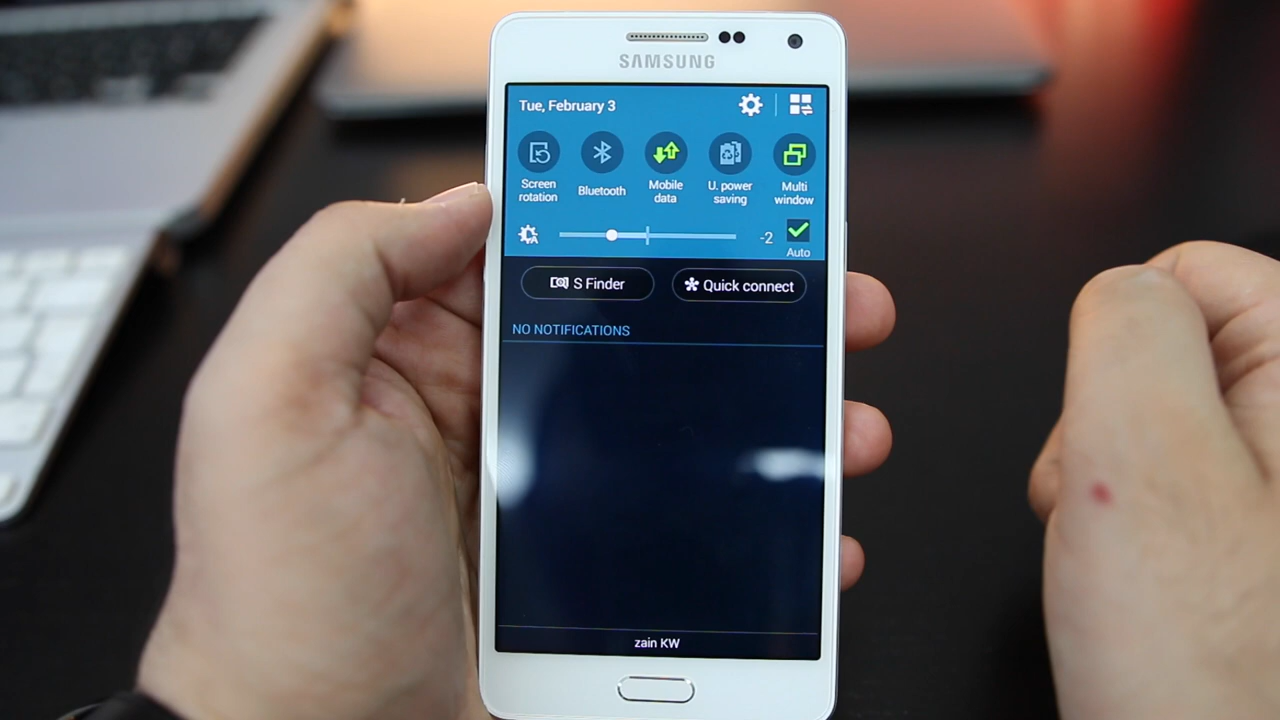 SAMSUNG
Tue, February 3
Screen rotation
Bluetooth
Mobile data
U. power saving
Multi window
A
-2
Auto
S Finder
Quick connect
NO NOTIFICATIONS
zain KW